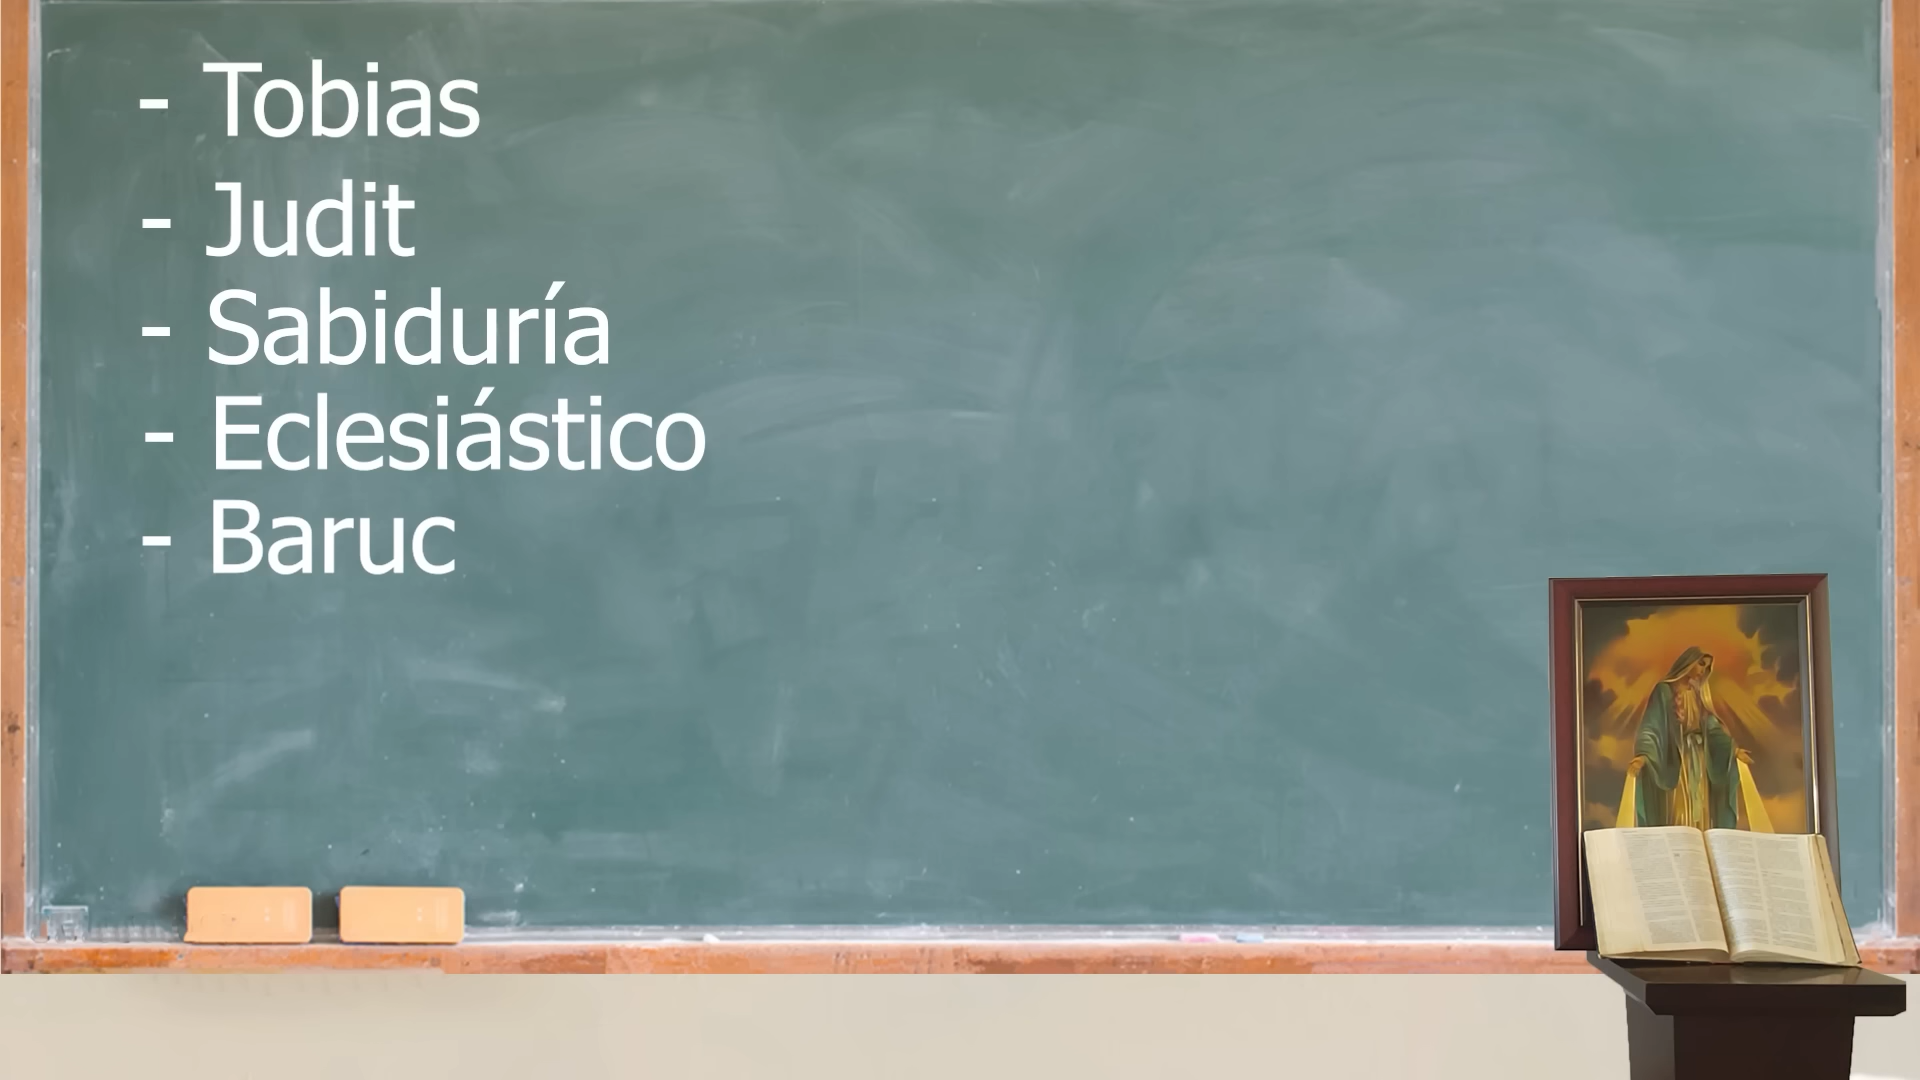 - Tobias
- Judit
- Sabiduría
- Eclesiástico
- Baruc